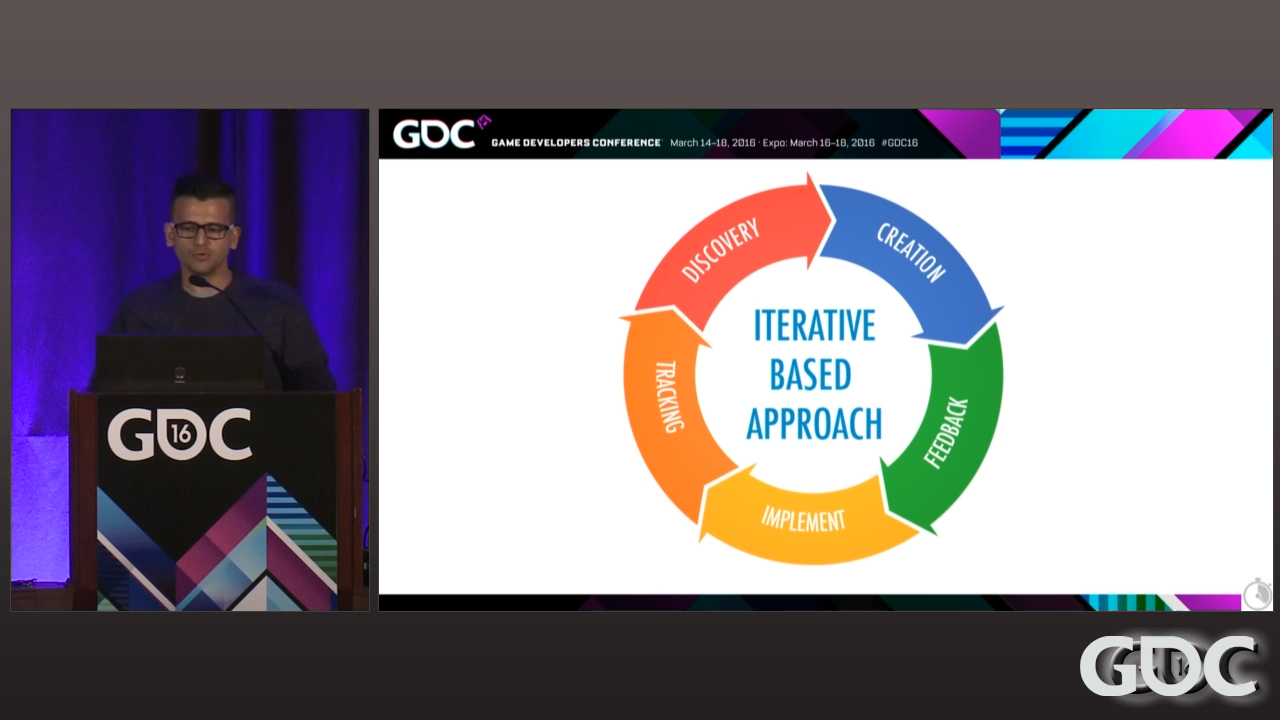 GDC
GAME DEVELOPERS CONFERENCE March 14-18, 2016 · Expo: March 16-18, 2016 #GDC16
DISCOVERY
CREATION
ITERATIVE
BASED
APPROACH
TRACKING
FEEDBACK
IMPLEMENT
GDC
16
GDC
16